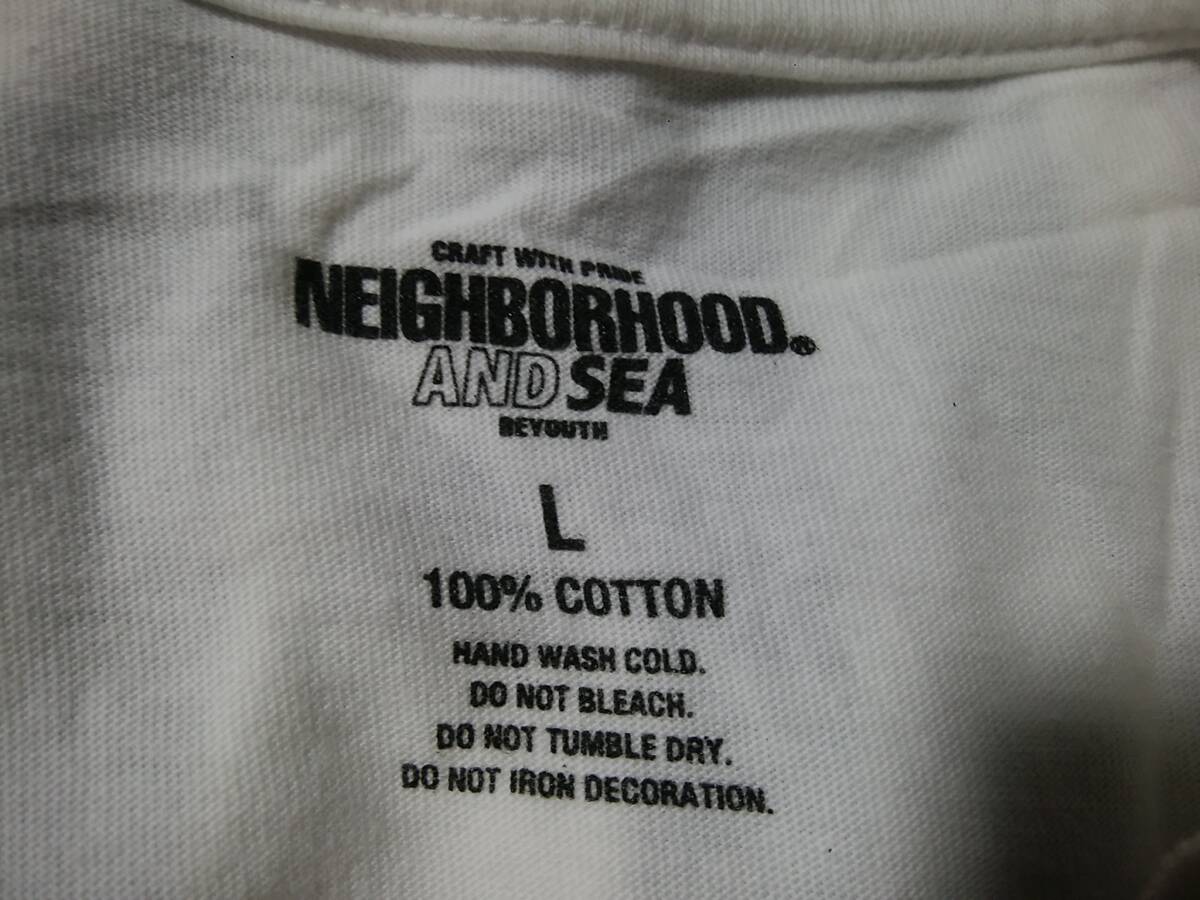 CRAFT WITH PRIDE
NEIGHBORHOOD®
AND SEA
BEYOUTH
L
100% COTTON
HAND WASH COLD.
DO NOT BLEACH.
DO NOT TUMBLE DRY.
DO NOT IRON DECORATION.